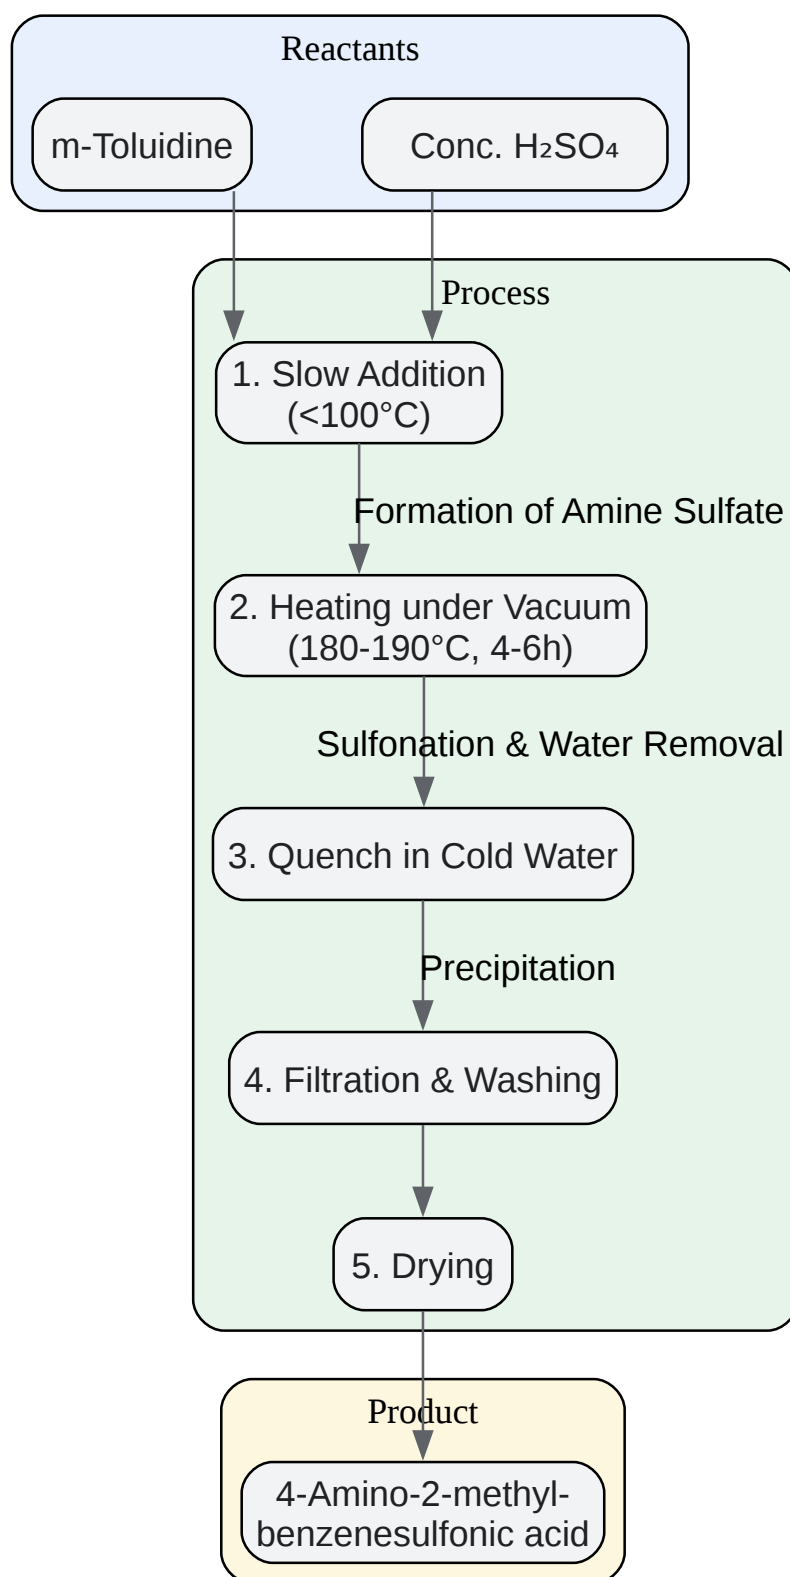 Reactants
m-Toluidine
Conc. H₂SO₄
Process
1. Slow Addition
(<100°C)
Formation of Amine Sulfate
2. Heating under Vacuum
(180-190°C, 4-6h)
Sulfonation & Water Removal
3. Quench in Cold Water
Precipitation
4. Filtration & Washing
5. Drying
Product
4-Amino-2-methyl-
benzenesulfonic acid